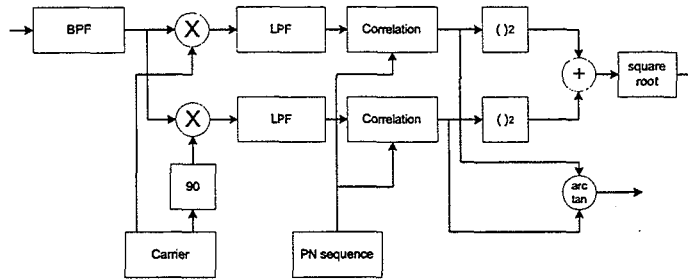 BPF
X
LPF
Correlation
( )2
+
square
root
X
LPF
Correlation
( )2
90
arc
tan
Carrier
PN sequence